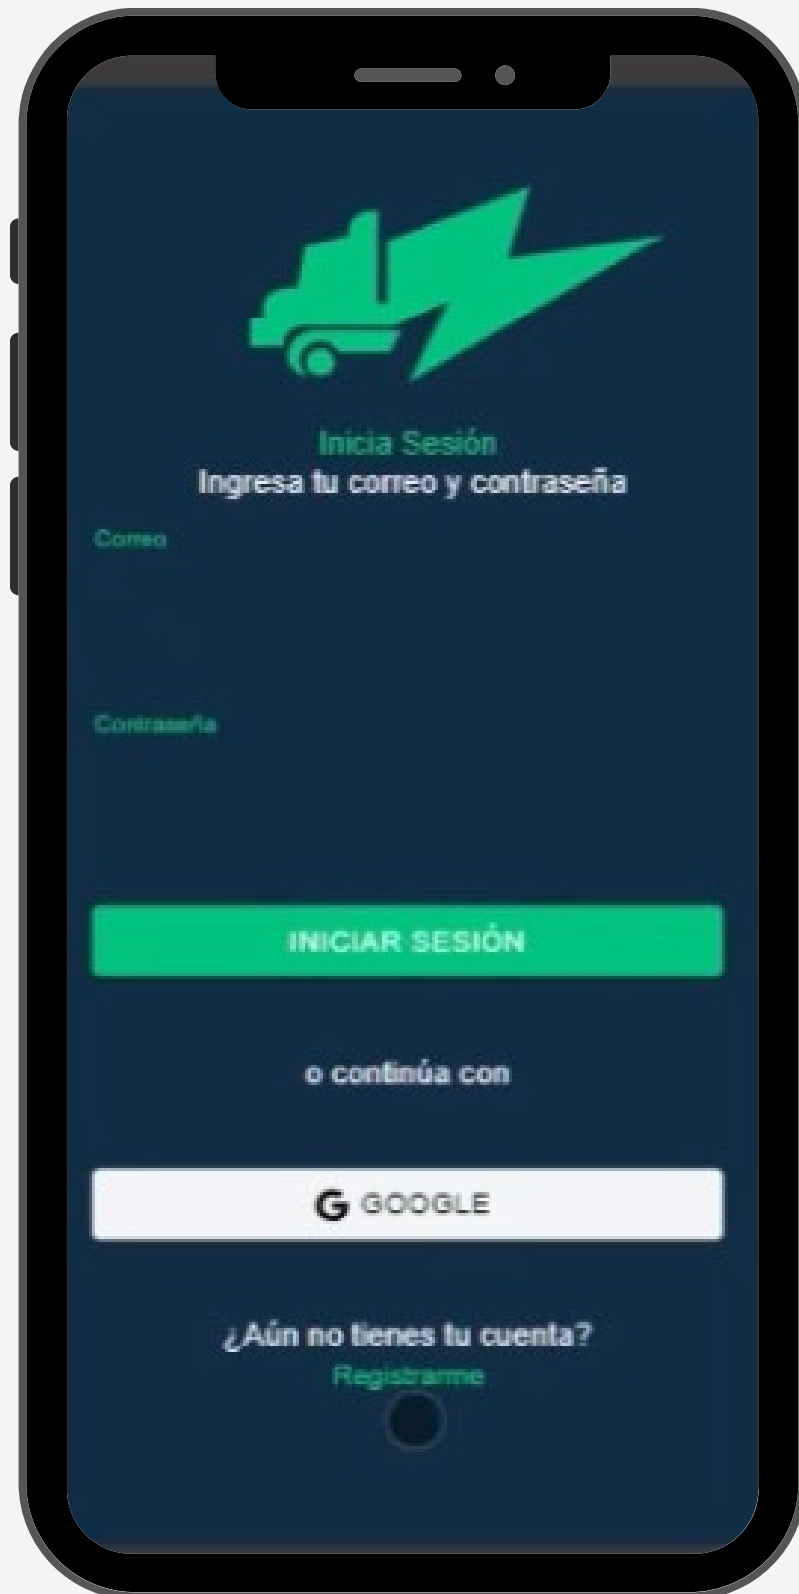 Inicia Sesión
Ingresa tu correo y contraseña
Correo
Contraseña
INICIAR SESIÓN
o continúa con
G GOOGLE
¿Aún no tienes tu cuenta?
Registrarme